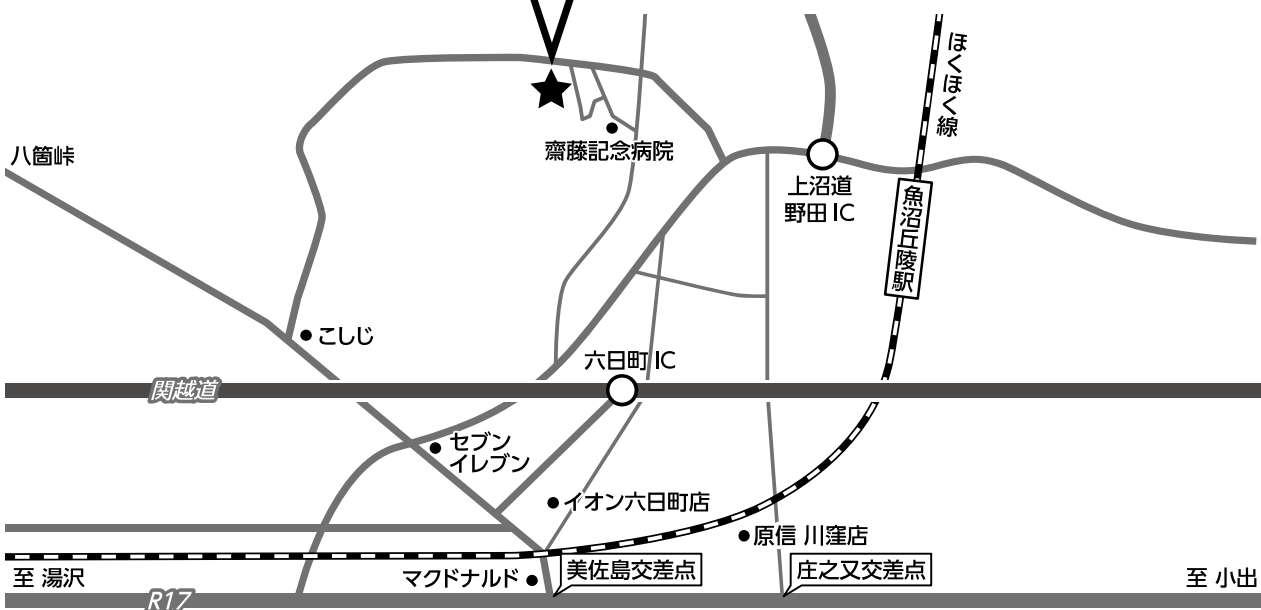 ほくほく線
八箇峠
齋藤記念病院
上沼道
野田IC
魚沼丘陵駅
こしじ
六日町IC
関越道
セブン
イレブン
イオン六日町店
原信 川窪店
至 湯沢
マクドナルド
美佐島交差点
庄之又交差点
至 小出
R17